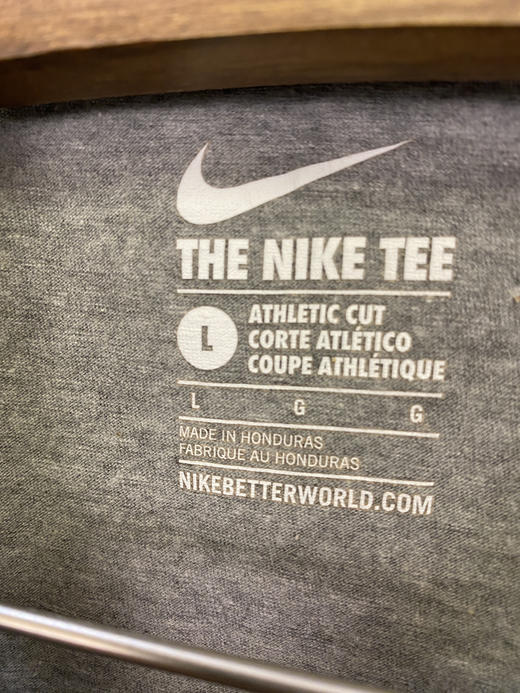 THE NIKE TEE
L
ATHLETIC CUT
CORTE ATLÉTICO
COUPE ATHLÉTIQUE
L G G
MADE IN HONDURAS
FABRIQUE AU HONDURAS
NIKEBETTERWORLD.COM